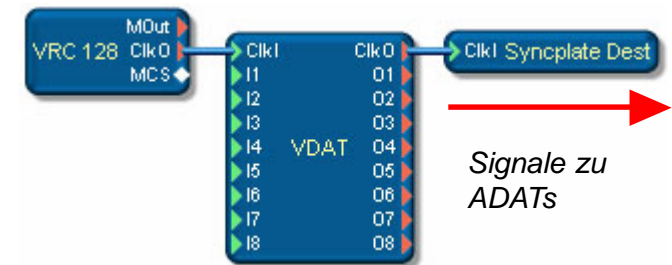 MOut
VRC 128 ClkO
MCS
ClkI ClkO
I1 O1
I2 O2
I3 O3
I4 VDAT O4
I5 O5
I6 O6
I7 O7
I8 O8
ClkI Syncplate Dest
Signale zu
ADATs